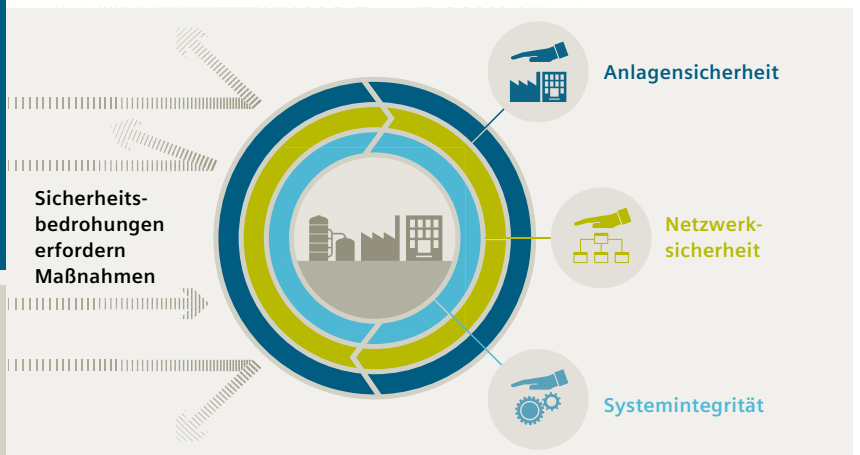 Sicherheits-
bedrohungen
erfordern
Maßnahmen
Anlagensicherheit
Netzwerk-
sicherheit
Systemintegrität